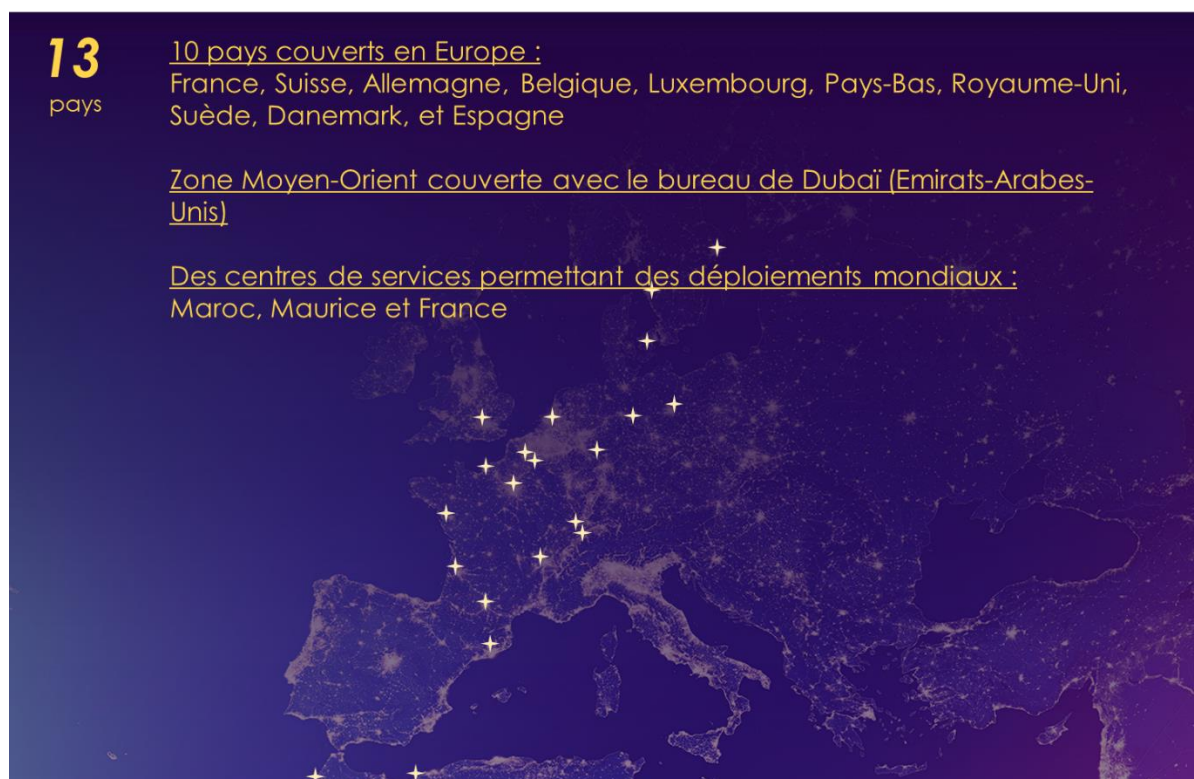 13
pays
10 pays couverts en Europe :
France, Suisse, Allemagne, Belgique, Luxembourg, Pays-Bas, Royaume-Uni,
Suède, Danemark, et Espagne
Zone Moyen-Orient couverte avec le bureau de Dubaï (Emirats-Arabes-
Unis)
Des centres de services permettant des déploiements mondiaux :
Maroc, Maurice et France